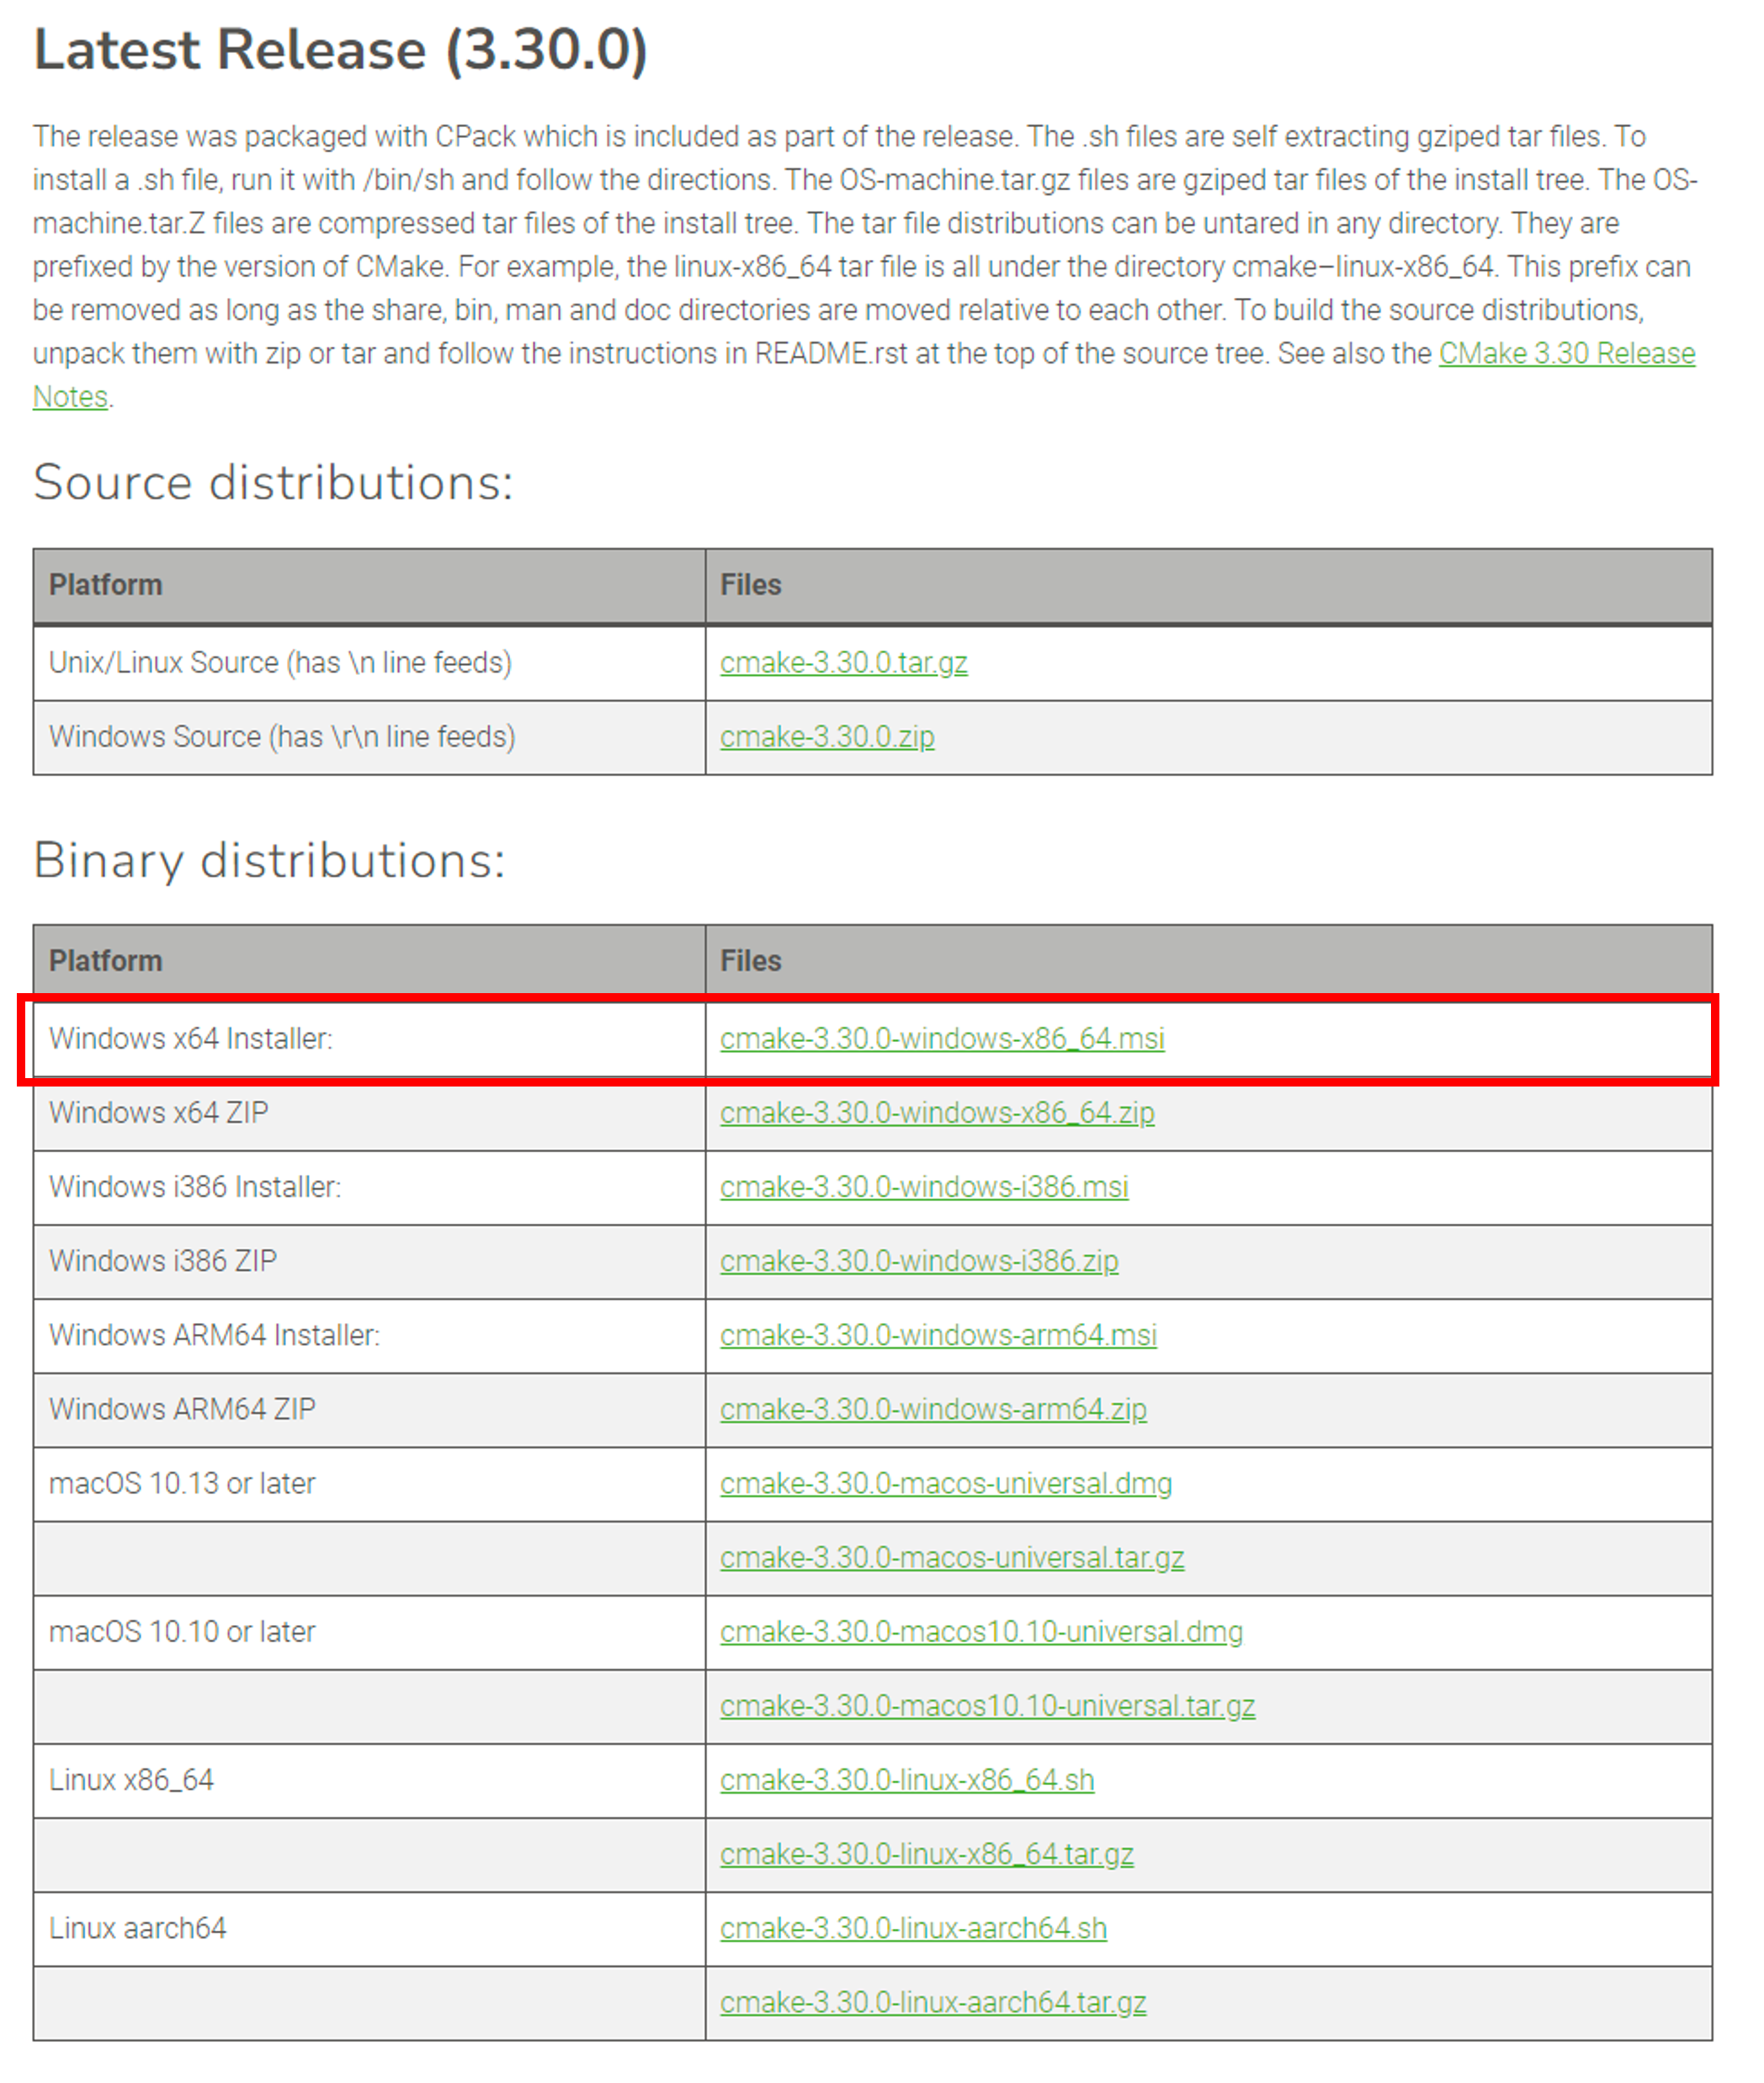 Latest Release (3.30.0)
The release was packaged with CPack which is included as part of the release. The .sh files are self extracting gziped tar files. To
install a .sh file, run it with /bin/sh and follow the directions. The OS-machine.tar.gz files are gziped tar files of the install tree. The OS-
machine.tar.Z files are compressed tar files of the install tree. The tar file distributions can be untared in any directory. They are
prefixed by the version of CMake. For example, the linux-x86_64 tar file is all under the directory cmake–linux-x86_64. This prefix can
be removed as long as the share, bin, man and doc directories are moved relative to each other. To build the source distributions,
unpack them with zip or tar and follow the instructions in README.rst at the top of the source tree. See also the CMake 3.30 Release
Notes.
Source distributions:
Platform Files
Unix/Linux Source (has \n line feeds) cmake-3.30.0.tar.gz
Windows Source (has \r\n line feeds) cmake-3.30.0.zip
Binary distributions:
Platform Files
Windows x64 Installer: cmake-3.30.0-windows-x86_64.msi
Windows x64 ZIP cmake-3.30.0-windows-x86_64.zip
Windows i386 Installer: cmake-3.30.0-windows-i386.msi
Windows i386 ZIP cmake-3.30.0-windows-i386.zip
Windows ARM64 Installer: cmake-3.30.0-windows-arm64.msi
Windows ARM64 ZIP cmake-3.30.0-windows-arm64.zip
macOS 10.13 or later cmake-3.30.0-macos-universal.dmg
cmake-3.30.0-macos-universal.tar.gz
macOS 10.10 or later cmake-3.30.0-macos10.10-universal.dmg
cmake-3.30.0-macos10.10-universal.tar.gz
Linux x86_64 cmake-3.30.0-linux-x86_64.sh
cmake-3.30.0-linux-x86_64.tar.gz
Linux aarch64 cmake-3.30.0-linux-aarch64.sh
cmake-3.30.0-linux-aarch64.tar.gz